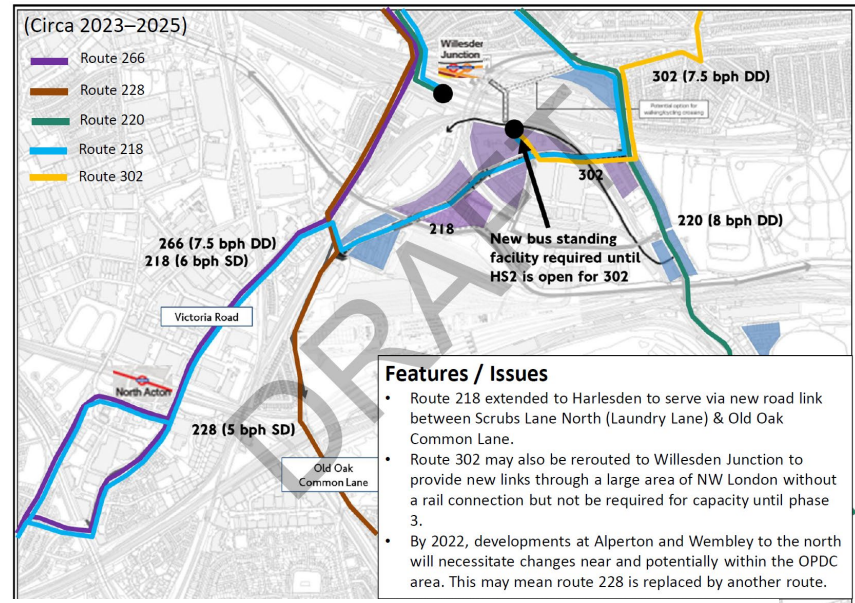 (Circa 2023–2025)
Route 266
Route 228
Route 220
Route 218
Route 302
Willesden
Junction
302 (7.5 bph DD)
Potential option for
walking/cycling crossing
302
220 (8 bph DD)
218
New bus standing
facility required until
HS2 is open for 302
266 (7.5 bph DD)
218 (6 bph SD)
Victoria Road
North Acton
228 (5 bph SD)
Old Oak
Common Lane
DRAFT
Features / Issues
• Route 218 extended to Harlesden to serve via new road link
between Scrubs Lane North (Laundry Lane) & Old Oak
Common Lane.
• Route 302 may also be rerouted to Willesden Junction to
provide new links through a large area of NW London without
a rail connection but not be required for capacity until phase
3.
• By 2022, developments at Alperton and Wembley to the north
will necessitate changes near and potentially within the OPDC
area. This may mean route 228 is replaced by another route.